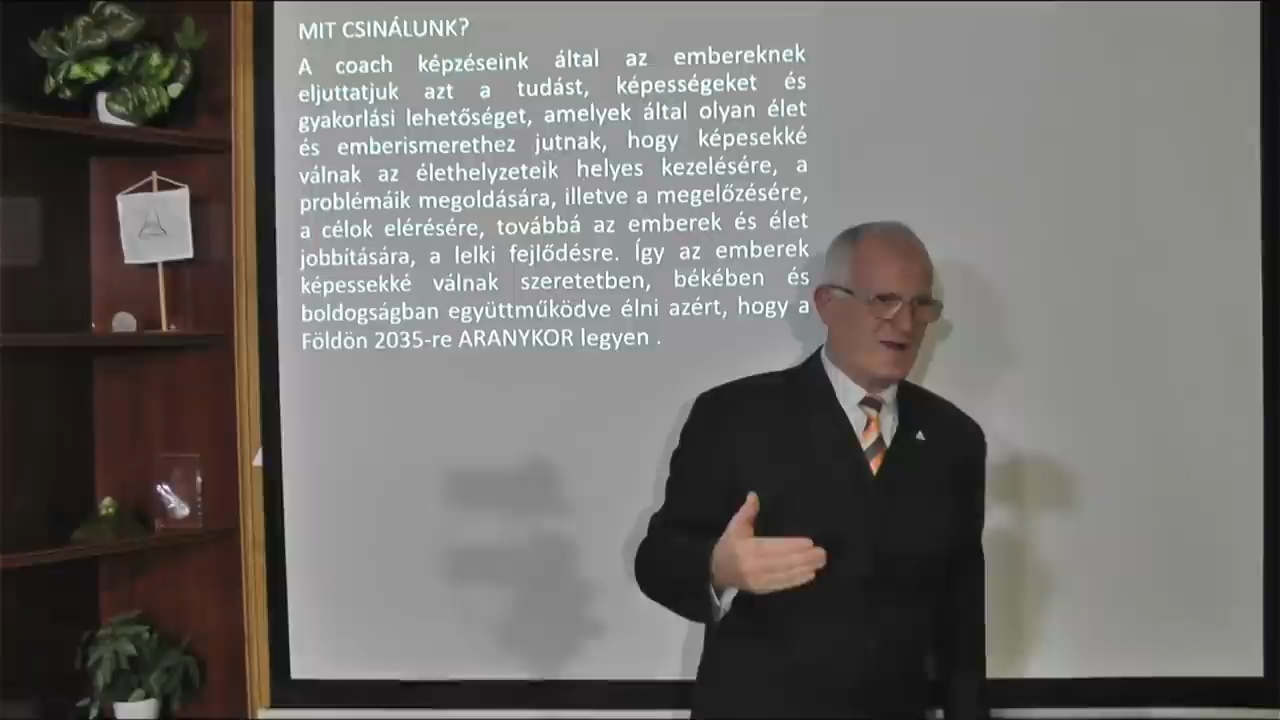 MIT CSINÁLUNK?
A coach képzéseink által az embereknek
eljuttatjuk azt a tudást, képességeket és
gyakorlási lehetőséget, amelyek által olyan élet
és emberismerethez jutnak, hogy képesekké
válnak az élethelyzeteik helyes kezelésére, a
problémáik megoldására, illetve a megelőzésére,
a célok elérésére, továbbá az emberek és élet
jobbítására, a lelki fejlődésre. Így az emberek
képessekké válnak szeretetben, békében és
boldogságban együttműködve élni azért, hogy a
Földön 2035-re ARANYKOR legyen .